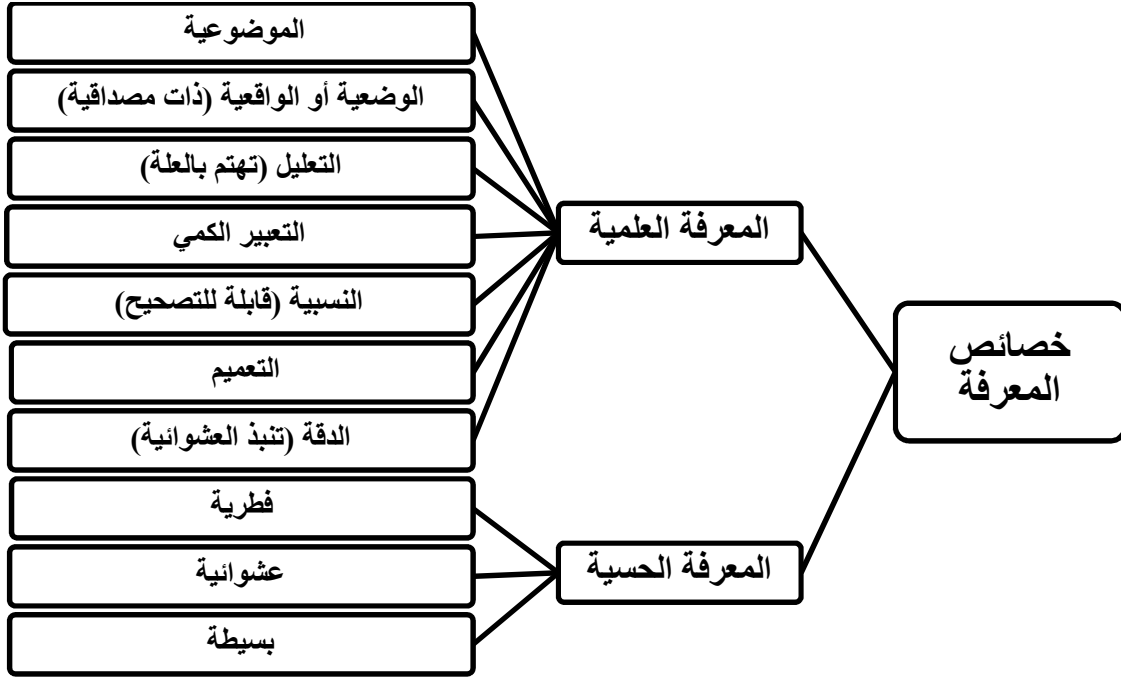 خصائص
المعرفة
المعرفة العلمية
الموضوعية
الوضعية أو الواقعية (ذات مصداقية)
التعليل (تهتم بالعلة)
التعبير الكمي
النسبية (قابلة للتصحيح)
التعميم
الدقة (تنبذ العشوائية)
المعرفة الحسية
فطرية
عشوائية
بسيطة